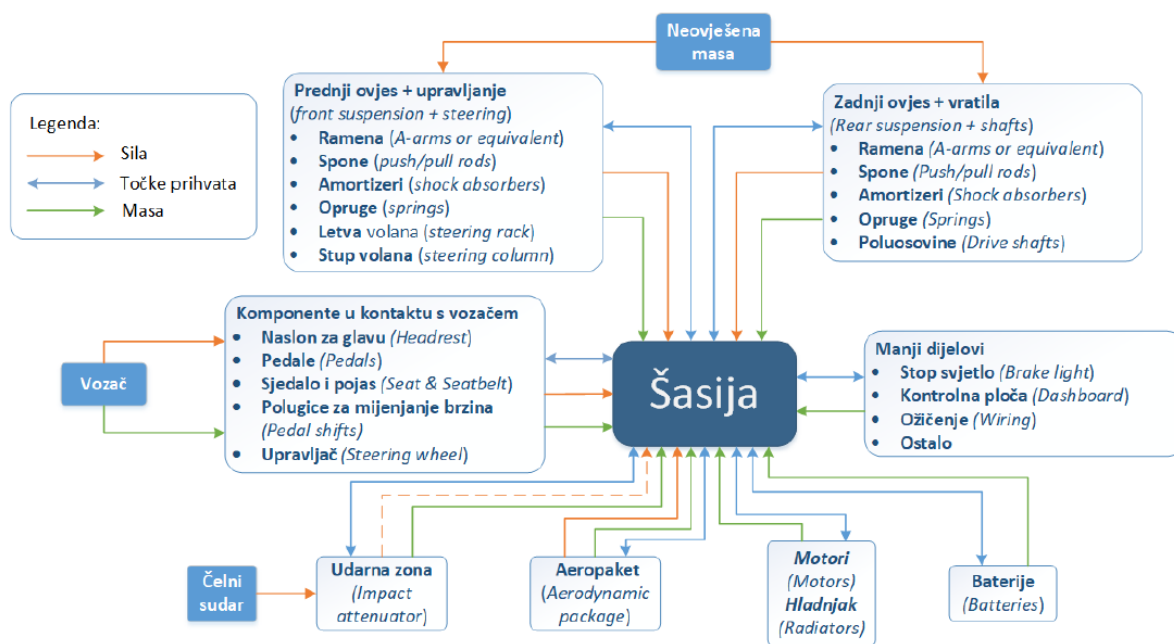 Neovješena
masa
Prednji ovjes + upravljanje
(front suspension + steering)
• Ramena (A-arms or equivalent)
• Spone (push/pull rods)
• Amortizeri (shock absorbers)
• Opruge (springs)
• Letva volana (steering rack)
• Stup volana (steering column)
Zadnji ovjes + vratila
(Rear suspension + shafts)
• Ramena (A-arms or equivalent)
• Spone (Push/pull rods)
• Amortizeri (Shock absorbers)
• Opruge (Springs)
• Poluosovine (Drive shafts)
Legenda:
Sila
Točke prihvata
Masa
Vozač
Komponente u kontaktu s vozačem
• Naslon za glavu (Headrest)
• Pedale (Pedals)
• Sjedalo i pojas (Seat & Seatbelt)
• Polugice za mijenjanje brzina
(Pedal shifts)
• Upravljač (Steering wheel)
Šasija
Manji dijelovi
• Stop svjetlo (Brake light)
• Kontrolna ploča (Dashboard)
• Ožičenje (Wiring)
• Ostalo
Čelni
sudar
Udarna zona
(Impact
attenuator)
Aeropaket
(Aerodynamic
package)
Motori
(Motors)
Hladnjak
(Radiators)
Baterije
(Batteries)